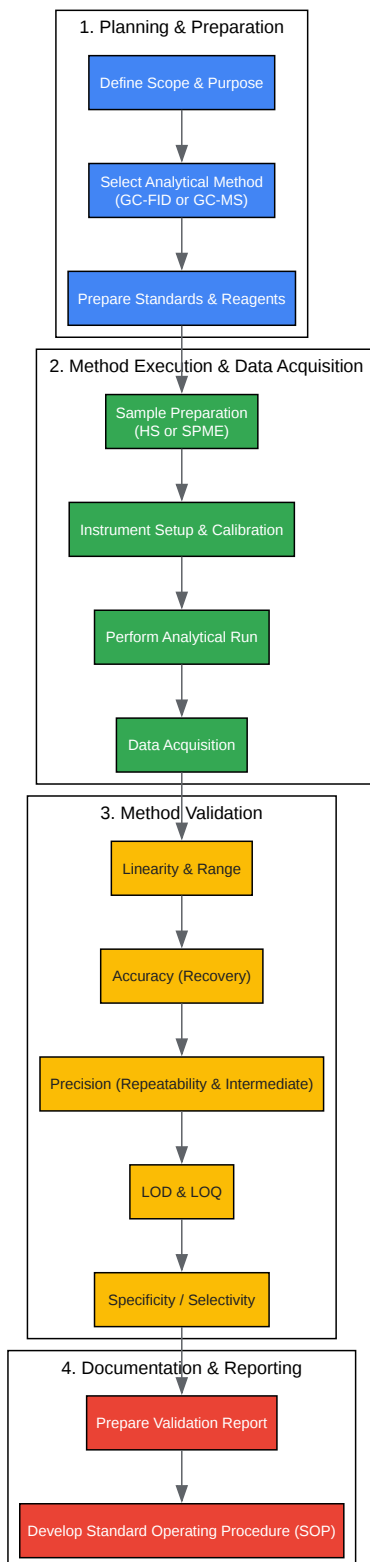 1. Planning & Preparation
Define Scope & Purpose
Select Analytical Method
(GC-FID or GC-MS)
Prepare Standards & Reagents
2. Method Execution & Data Acquisition
Sample Preparation
(HS or SPME)
Instrument Setup & Calibration
Perform Analytical Run
Data Acquisition
3. Method Validation
Linearity & Range
Accuracy (Recovery)
Precision (Repeatability & Intermediate)
LOD & LOQ
Specificity / Selectivity
4. Documentation & Reporting
Prepare Validation Report
Develop Standard Operating Procedure (SOP)